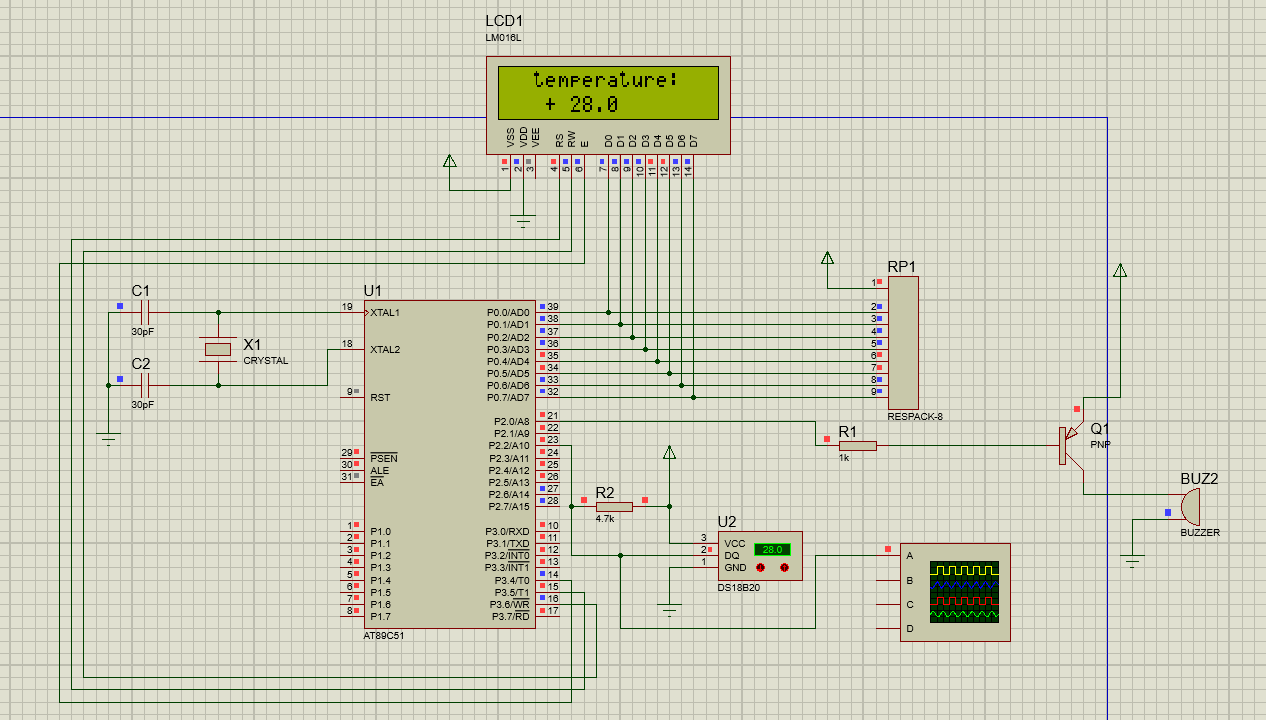 LCD1
LM016L
temperature:
+ 28.0
VSS VDD VEE RS RW E D0 D1 D2 D3 D4 D5 D6 D7
1 2 3 4 5 6 7 8 9 10 11 12 13 14
C1
30pF
X1
CRYSTAL
C2
30pF
U1
19 XTAL1
18 XTAL2
9 RST
29 PSEN
30 ALE
31 EA
1 P1.0
2 P1.1
3 P1.2
4 P1.3
5 P1.4
6 P1.5
7 P1.6
8 P1.7
P0.0/AD0 39
P0.1/AD1 38
P0.2/AD2 37
P0.3/AD3 36
P0.4/AD4 35
P0.5/AD5 34
P0.6/AD6 33
P0.7/AD7 32
P2.0/A8 21
P2.1/A9 22
P2.2/A10 23
P2.3/A11 24
P2.4/A12 25
P2.5/A13 26
P2.6/A14 27
P2.7/A15 28
P3.0/RXD 10
P3.1/TXD 11
P3.2/INT0 12
P3.3/INT1 13
P3.4/T0 14
P3.5/T1 15
P3.6/WR 16
P3.7/RD 17
AT89C51
RP1
1
2
3
4
5
6
7
8
9
RESPACK-8
R1
1k
Q1
PNP
R2
4.7k
U2
3 VCC
2 DQ
1 GND
28.0
DS18B20
BUZ2
BUZZER
A
B
C
D